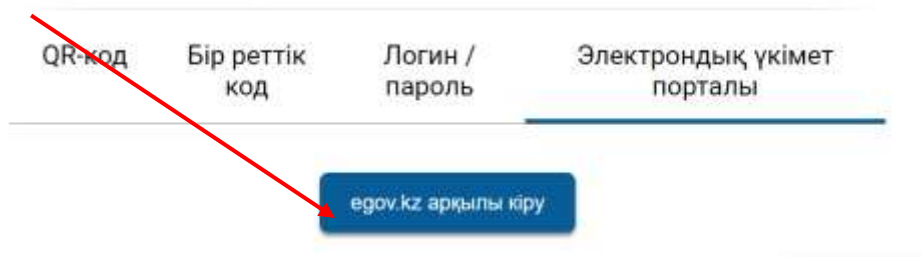 QR-код
Бір реттік
код
Логин /
пароль
Электрондық үкімет
порталы
egov.kz арқылы кіру